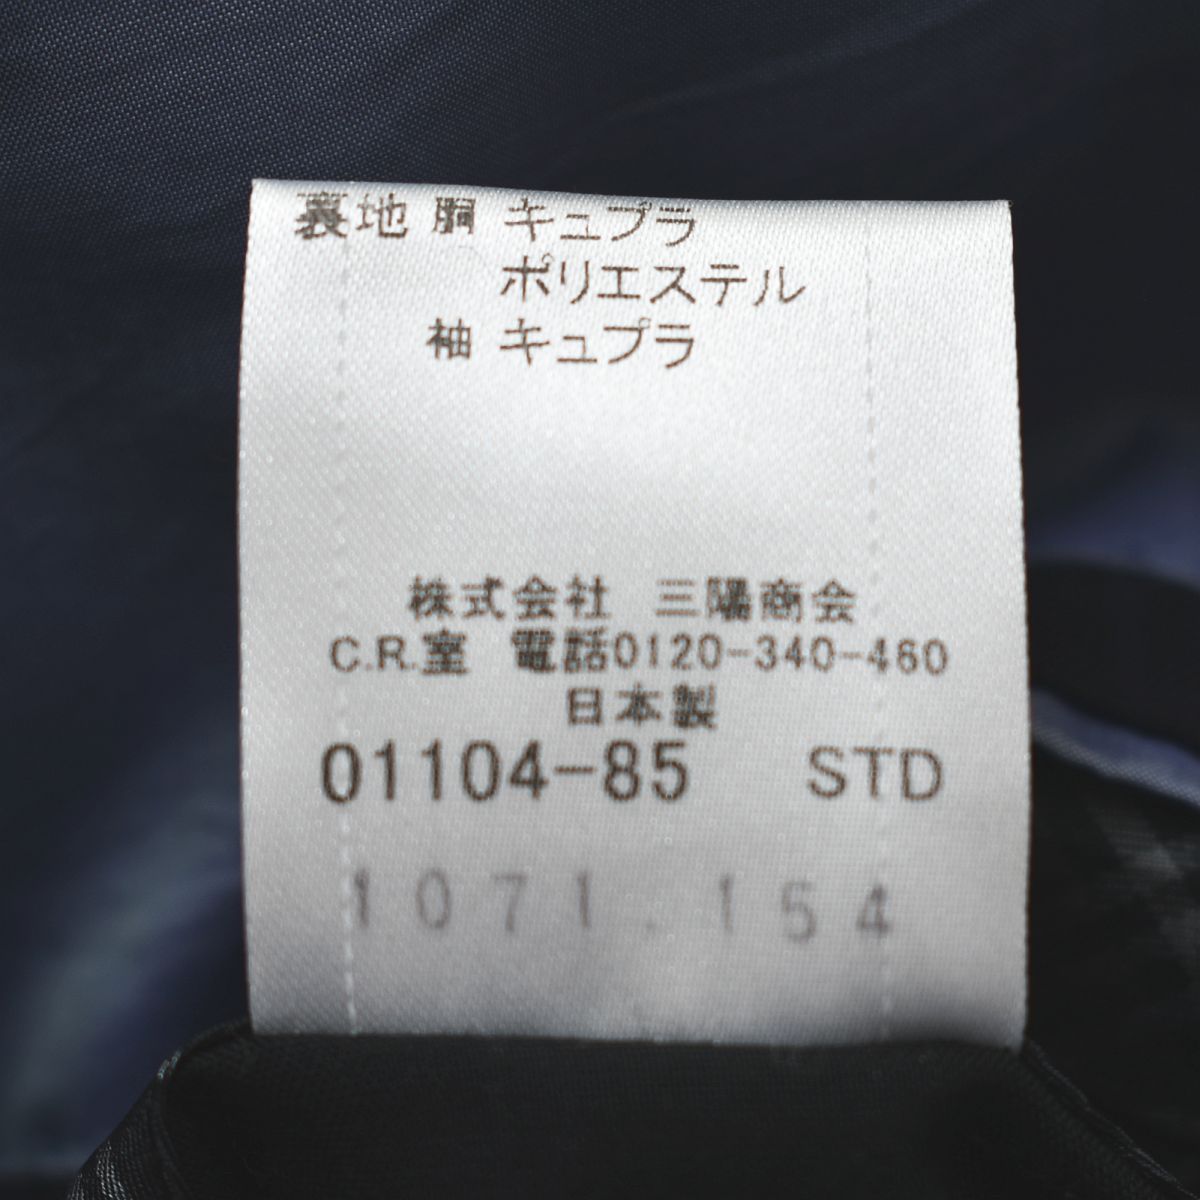 裏地 胴 キュプラ
ポリエステル
袖 キュプラ
株式会社 三陽商会
C.R.室 電話0120-340-460
日本製
01104-85 STD
1071.154